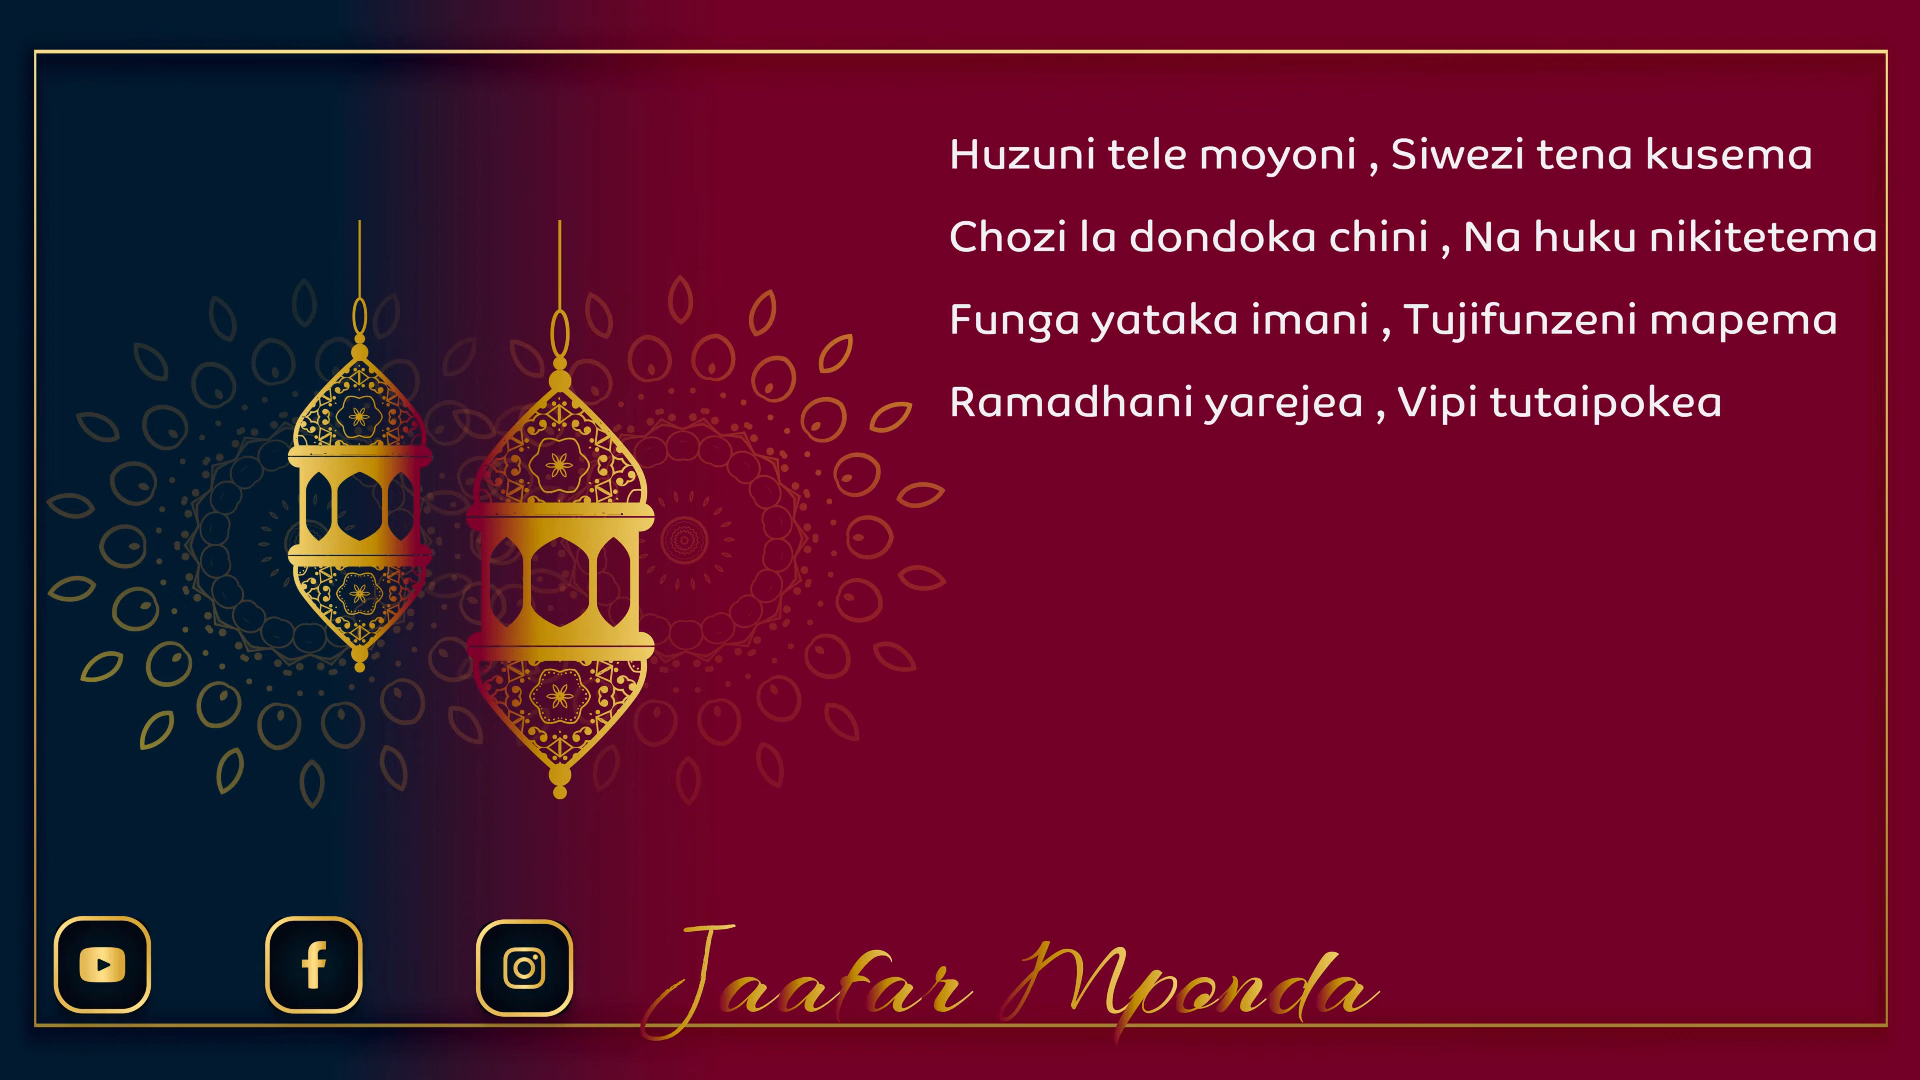 Huzuni tele moyoni , Siwezi tena kusema
Chozi la dondoka chini , Na huku nikitetema
Funga yataka imani , Tujifunzeni mapema
Ramadhani yarejea , Vipi tutaipokea
Jaafar Mponda